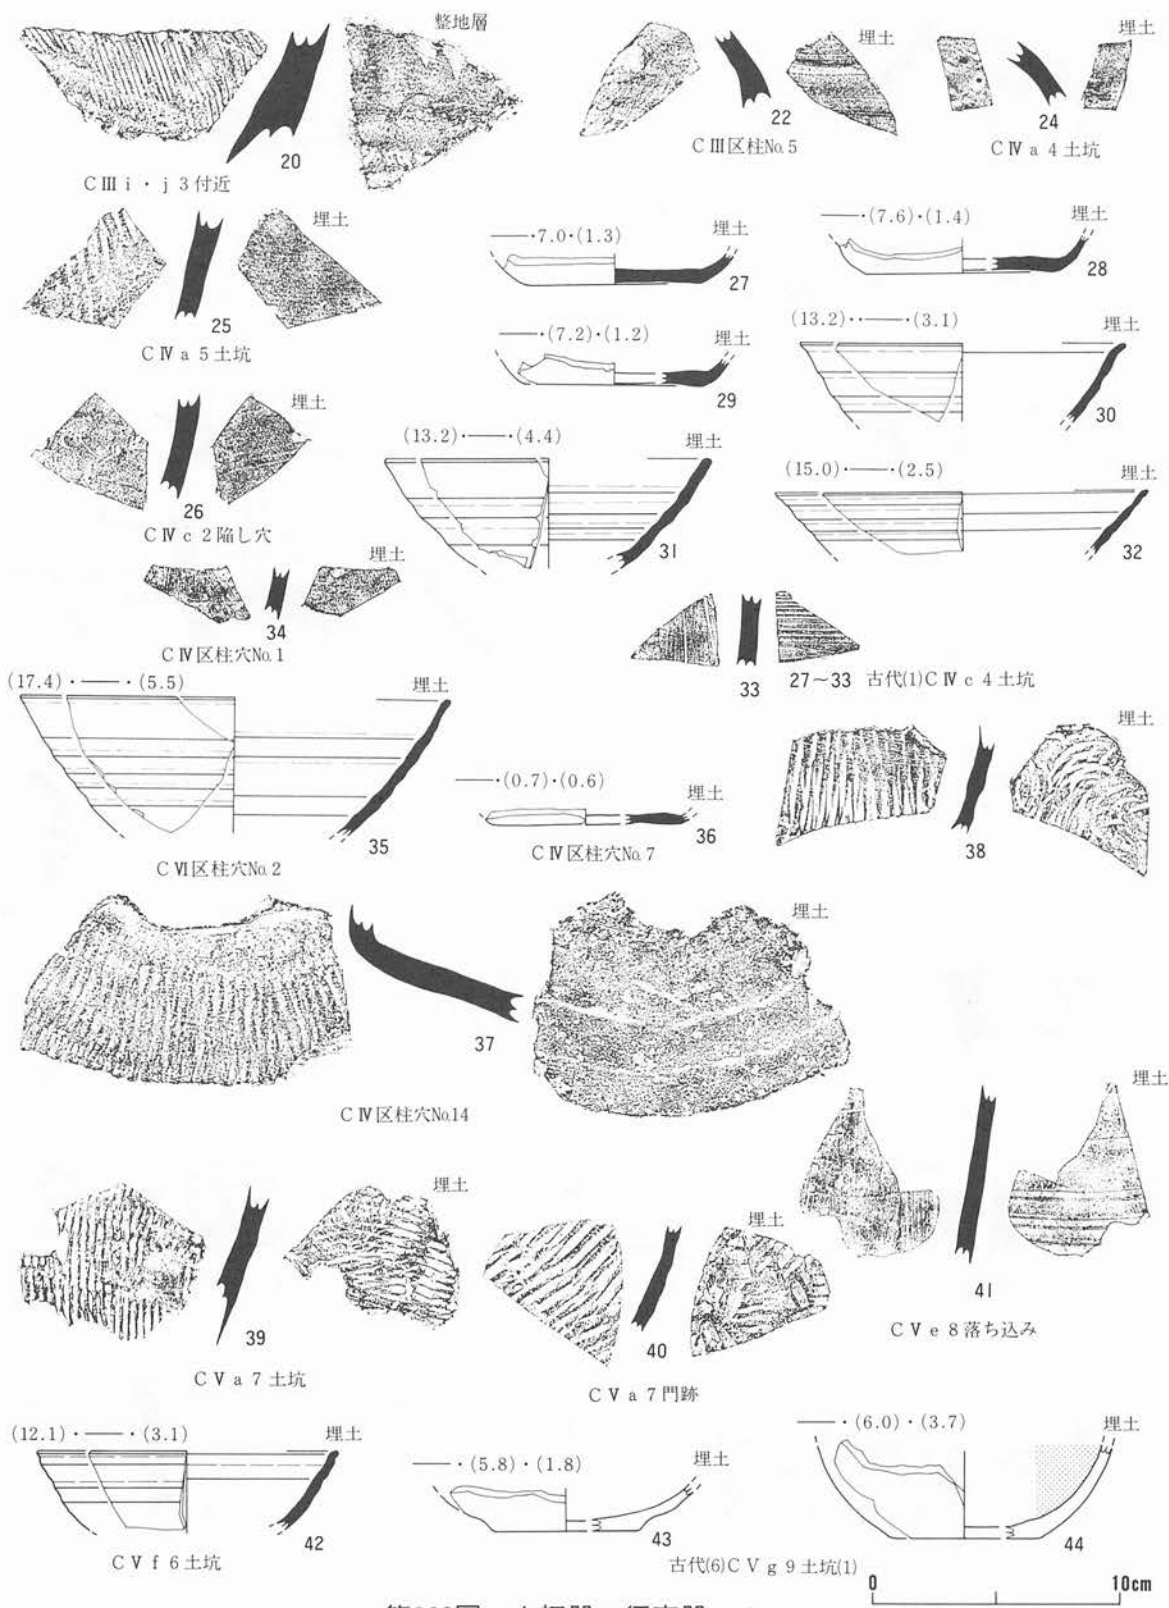 整地層
20
CⅢi・j3付近
22
CⅢ区柱No.5
埋土
24
CⅣa4土坑
埋土
25
CⅣa5土坑
埋土
――・7.0・(1.3)
埋土
27
――・(7.6)・(1.4)
埋土
28
――・(7.2)・(1.2)
埋土
29
(13.2)・――・(3.1)
埋土
30
26
CⅣc2陥し穴
埋土
(13.2)・――・(4.4)
埋土
31
(15.0)・――・(2.5)
埋土
32
34
CⅣ区柱穴No.1
埋土
33
27～33 古代(1)CⅣc4土坑
(17.4)・――・(5.5)
埋土
35
CⅥ区柱穴No.2
――・(0.7)・(0.6)
埋土
36
CⅣ区柱穴No.7
埋土
38
埋土
37
CⅣ区柱穴No.14
埋土
41
CⅤe8落ち込み
埋土
39
CⅤa7土坑
埋土
40
CⅤa7門跡
(12.1)・――・(3.1)
埋土
42
CⅤf6土坑
――・(5.8)・(1.8)
埋土
43
――・(6.0)・(3.7)
埋土
44
古代(6)CⅤg9土坑(1)
0 10cm